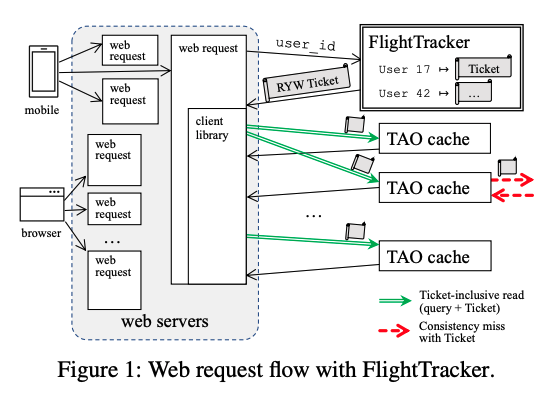 web
request
web
request
web
request
web
request
...
web
request
mobile
browser
web request
client
library
web servers
user_id
RYW Ticket
FlightTracker
User 17 ↦ Ticket
User 42 ↦ ...
TAO cache
TAO cache
...
TAO cache
Ticket-inclusive read
(query + Ticket)
Consistency miss
with Ticket
Figure 1: Web request flow with FlightTracker.